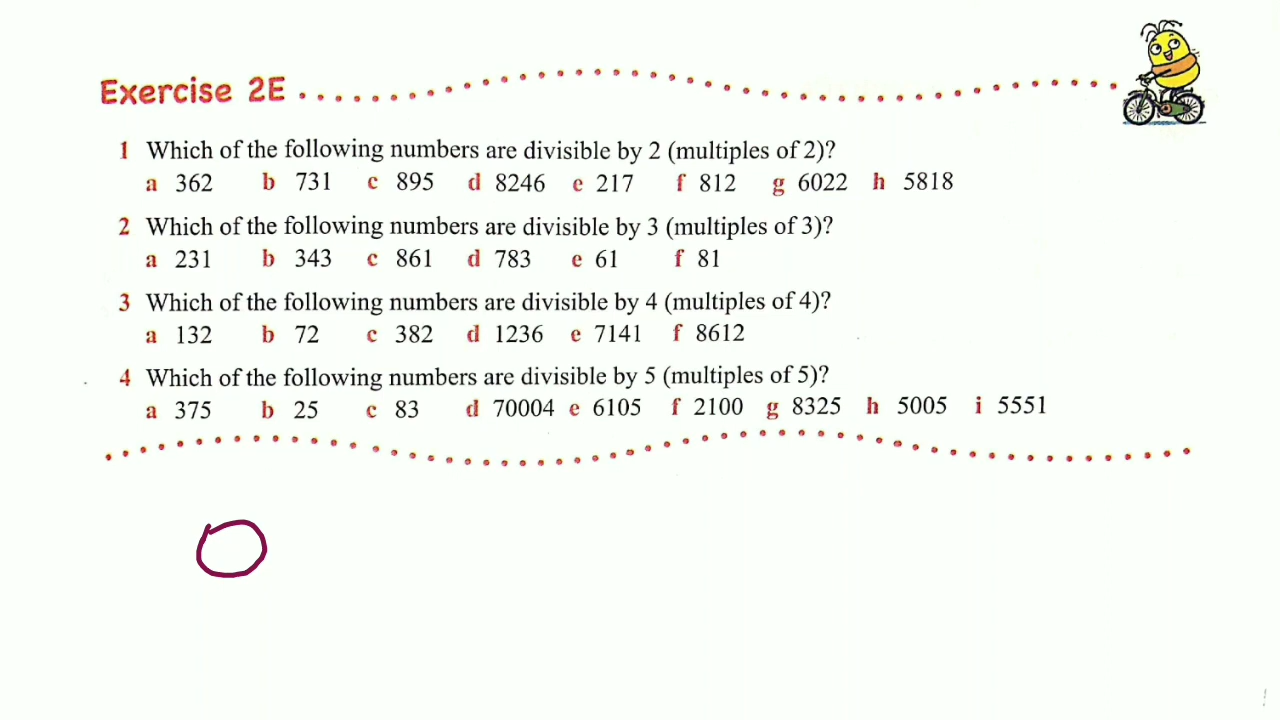 Exercise 2E
1 Which of the following numbers are divisible by 2 (multiples of 2)?
a 362 b 731 c 895 d 8246 e 217 f 812 g 6022 h 5818
2 Which of the following numbers are divisible by 3 (multiples of 3)?
a 231 b 343 c 861 d 783 e 61 f 81
3 Which of the following numbers are divisible by 4 (multiples of 4)?
a 132 b 72 c 382 d 1236 e 7141 f 8612
4 Which of the following numbers are divisible by 5 (multiples of 5)?
a 375 b 25 c 83 d 70004 e 6105 f 2100 g 8325 h 5005 i 5551